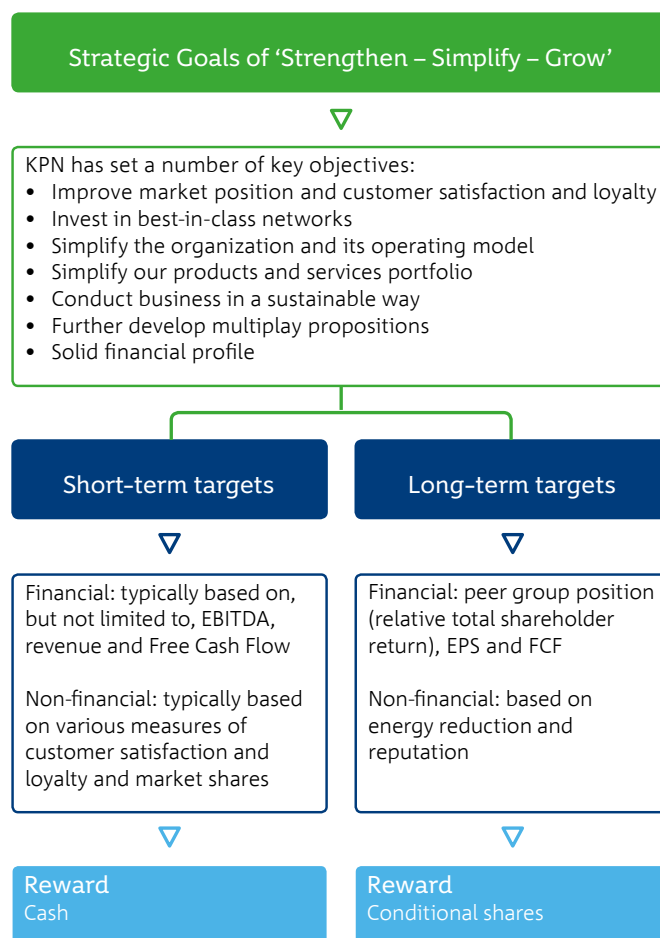 Strategic Goals of ‘Strengthen – Simplify – Grow’
KPN has set a number of key objectives:
• Improve market position and customer satisfaction and loyalty
• Invest in best-in-class networks
• Simplify the organization and its operating model
• Simplify our products and services portfolio
• Conduct business in a sustainable way
• Further develop multiplay propositions
• Solid financial profile
Short-term targets
Financial: typically based on,
but not limited to, EBITDA,
revenue and Free Cash Flow
Non-financial: typically based
on various measures of
customer satisfaction and
loyalty and market shares
Reward
Cash
Long-term targets
Financial: peer group position
(relative total shareholder
return), EPS and FCF
Non-financial: based on
energy reduction and
reputation
Reward
Conditional shares